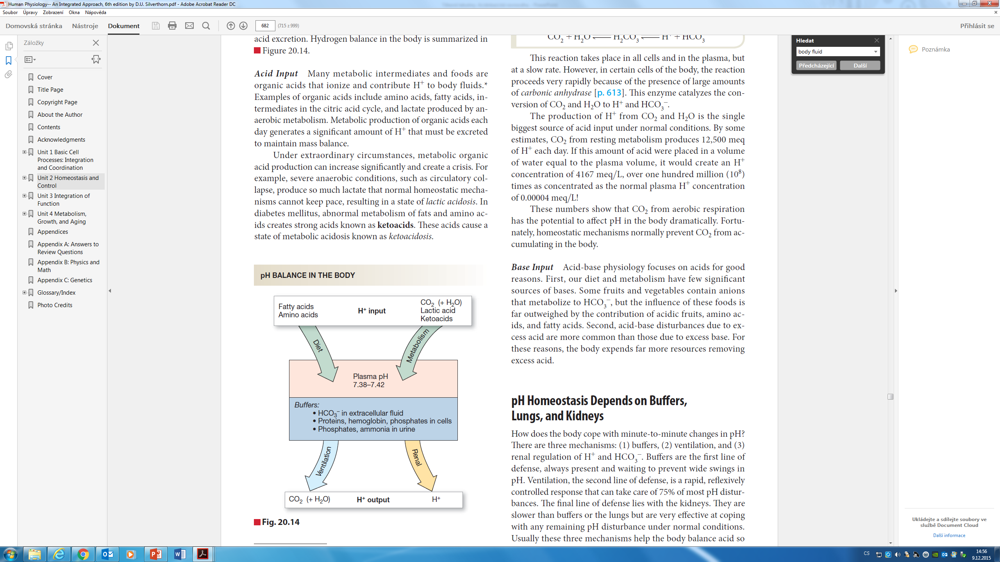 Human Physiology-- An Integrated Approach, 6th edition by D.U. Silverthorn.pdf - Adobe Acrobat Reader DC
Soubor Úpravy Zobrazení Okna Nápověda
Domovská stránka Nástroje Dokument 682 (715 z 999) Přihlásit se
Záložky
Cover
Title Page
Copyright Page
About the Author
Contents
Acknowledgments
Unit 1 Basic Cell
Processes: Integration
and Coordination
Unit 2 Homeostasis and
Control
Unit 3 Integration of
Function
Unit 4 Metabolism,
Growth, and Aging
Appendices
Appendix A: Answers to
Review Questions
Appendix B: Physics and
Math
Appendix C: Genetics
Glossary/Index
Photo Credits
acid excretion. Hydrogen balance in the body is summarized in
Figure 20.14.
Acid Input Many metabolic intermediates and foods are
organic acids that ionize and contribute H⁺ to body fluids.*
Examples of organic acids include amino acids, fatty acids, in-
termediates in the citric acid cycle, and lactate produced by an-
aerobic metabolism. Metabolic production of organic acids each
day generates a significant amount of H⁺ that must be excreted
to maintain mass balance.
Under extraordinary circumstances, metabolic organic
acid production can increase significantly and create a crisis. For
example, severe anaerobic conditions, such as circulatory col-
lapse, produce so much lactate that normal homeostatic mecha-
nisms cannot keep pace, resulting in a state of lactic acidosis. In
diabetes mellitus, abnormal metabolism of fats and amino ac-
ids creates strong acids known as ketoacids. These acids cause a
state of metabolic acidosis known as ketoacidosis.
pH BALANCE IN THE BODY
Fatty acids
Amino acids
H⁺ input
CO₂ (+ H₂O)
Lactic acid
Ketoacids
Diet
Metabolism
Plasma pH
7.38–7.42
Buffers:
• HCO₃⁻ in extracellular fluid
• Proteins, hemoglobin, phosphates in cells
• Phosphates, ammonia in urine
Ventilation
Renal
CO₂ (+ H₂O) H⁺ output H⁺
Fig. 20.14
CO₂ + H₂O ⟵ H₂CO₃ ⟵ H⁺ + HCO₃
This reaction takes place in all cells and in the plasma, but
at a slow rate. However, in certain cells of the body, the reaction
proceeds very rapidly because of the presence of large amounts
of carbonic anhydrase [p. 613]. This enzyme catalyzes the con-
version of CO₂ and H₂O to H⁺ and HCO₃⁻.
The production of H⁺ from CO₂ and H₂O is the single
biggest source of acid input under normal conditions. By some
estimates, CO₂ from resting metabolism produces 12,500 meq
of H⁺ each day. If this amount of acid were placed in a volume
of water equal to the plasma volume, it would create an H⁺
concentration of 4167 meq/L, over one hundred million (10⁸)
times as concentrated as the normal plasma H⁺ concentration
of 0.00004 meq/L!
These numbers show that CO₂ from aerobic respiration
has the potential to affect pH in the body dramatically. Fortu-
nately, homeostatic mechanisms normally prevent CO₂ from ac-
cumulating in the body.
Base Input Acid-base physiology focuses on acids for good
reasons. First, our diet and metabolism have few significant
sources of bases. Some fruits and vegetables contain anions
that metabolize to HCO₃⁻, but the influence of these foods is
far outweighed by the contribution of acidic fruits, amino ac-
ids, and fatty acids. Second, acid-base disturbances due to ex-
cess acid are more common than those due to excess base. For
these reasons, the body expends far more resources removing
excess acid.
pH Homeostasis Depends on Buffers,
Lungs, and Kidneys
How does the body cope with minute-to-minute changes in pH?
There are three mechanisms: (1) buffers, (2) ventilation, and (3)
renal regulation of H⁺ and HCO₃⁻. Buffers are the first line of
defense, always present and waiting to prevent wide swings in
pH. Ventilation, the second line of defense, is a rapid, reflexively
controlled response that can take care of 75% of most pH distur-
bances. The final line of defense lies with the kidneys. They are
slower than buffers or the lungs but are very effective at coping
with any remaining pH disturbance under normal conditions.
Usually these three mechanisms help the body balance acid so
Hledat
body fluid
Předcházející Další
Poznámka
Ukládejte a sdílejte soubory ve
službě Document Cloud
Další informace
CS
14:56
9.12.2015